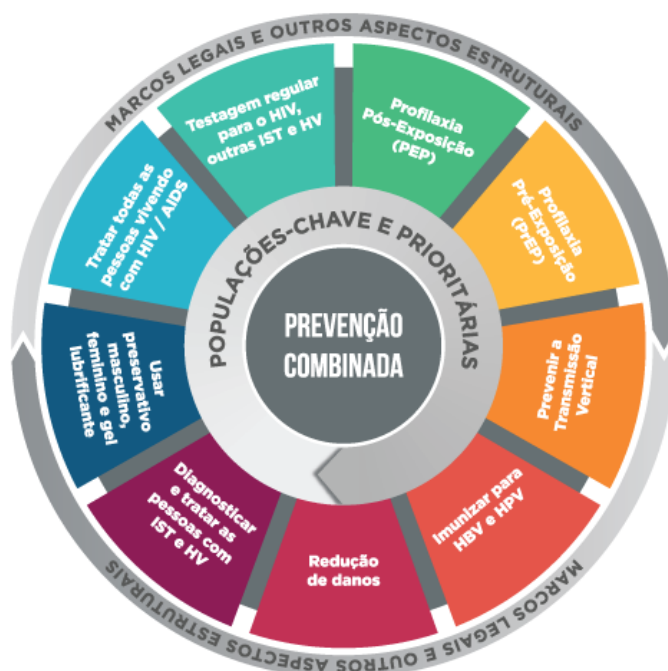 MARCOS LEGAIS E OUTROS ASPECTOS ESTRUTURAIS
Testagem regular
para o HIV,
outras IST e HV
Profilaxia
Pós-Exposição
(PEP)
Profilaxia
Pré-Exposição
(PrEP)
Prevenir a
Transmissão
Vertical
Imunizar para
HBV e HPV
Redução
de danos
Diagnosticar
e tratar as
pessoas com
IST e HV
Usar
preservativo
masculino,
feminino e gel
lubrificante
Tratar todas as
pessoas vivendo
com HIV / AIDS
POPULAÇÕES-CHAVE E PRIORITÁRIAS
PREVENÇÃO
COMBINADA
MARCOS LEGAIS E OUTROS ASPECTOS ESTRUTURAIS